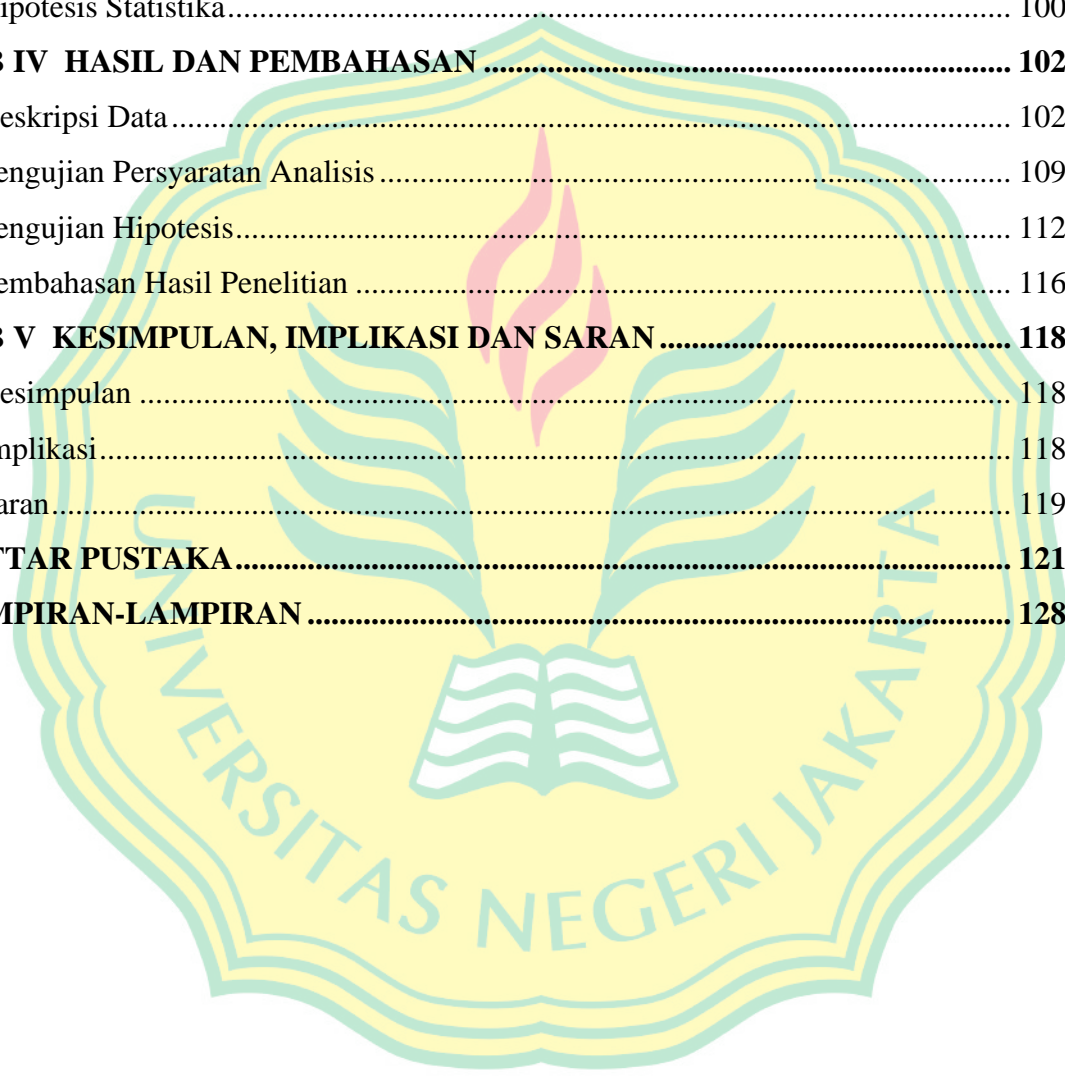 ipotesis Statistika........................................................................ 100
B IV  HASIL DAN PEMBAHASAN ................................................ 102
eskripsi Data ............................................................................. 102
engujian Persyaratan Analisis ......................................................... 109
engujian Hipotesis....................................................................... 112
embahasan Hasil Penelitian ........................................................... 116
B V  KESIMPULAN, IMPLIKASI DAN SARAN ................................ 118
esimpulan ................................................................................ 118
mplikasi................................................................................... 118
aran........................................................................................ 119
TAR PUSTAKA......................................................................... 121
MPIRAN-LAMPIRAN ................................................................ 128
UNIVERSITAS NEGERI JAKARTA